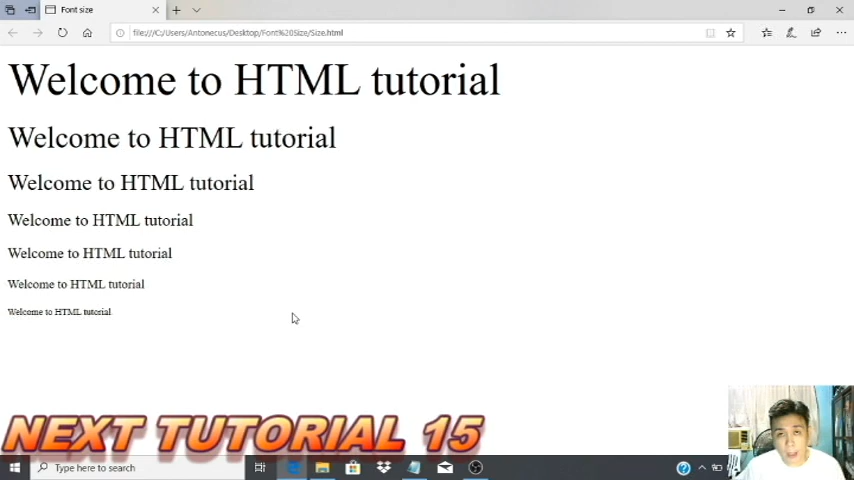 Font size
file:///C:/Users/Antonecus/Desktop/Font%20Size/Size.html
Welcome to HTML tutorial
Welcome to HTML tutorial
Welcome to HTML tutorial
Welcome to HTML tutorial
Welcome to HTML tutorial
Welcome to HTML tutorial
Welcome to HTML tutorial
NEXT TUTORIAL 15
Type here to search